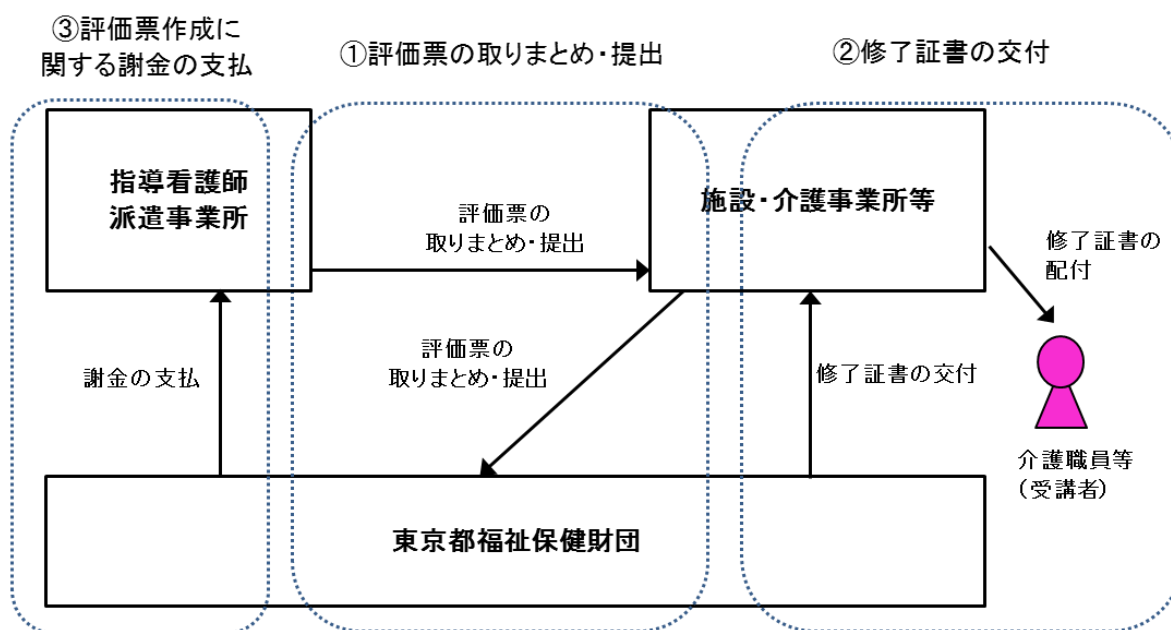 ③評価票作成に
関する謝金の支払
①評価票の取りまとめ・提出
②修了証書の交付
指導看護師
派遣事業所
評価票の
取りまとめ・提出
施設・介護事業所等
修了証書の
配付
謝金の支払
評価票の
取りまとめ・提出
修了証書の交付
介護職員等
（受講者）
東京都福祉保健財団